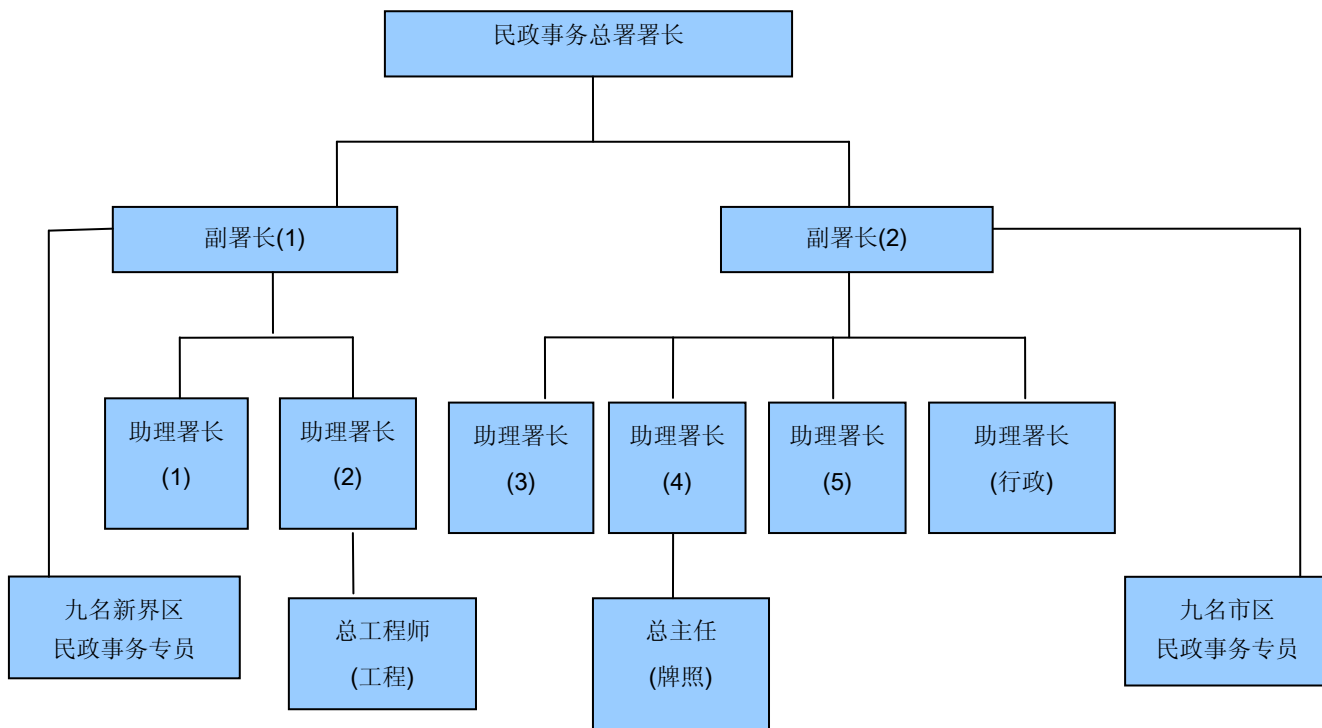 民政事务总署署长
副署长(1)
副署长(2)
助理署长
(1)
助理署长
(2)
助理署长
(3)
助理署长
(4)
助理署长
(5)
助理署长
(行政)
九名新界区
民政事务专员
总工程师
(工程)
总主任
(牌照)
九名市区
民政事务专员